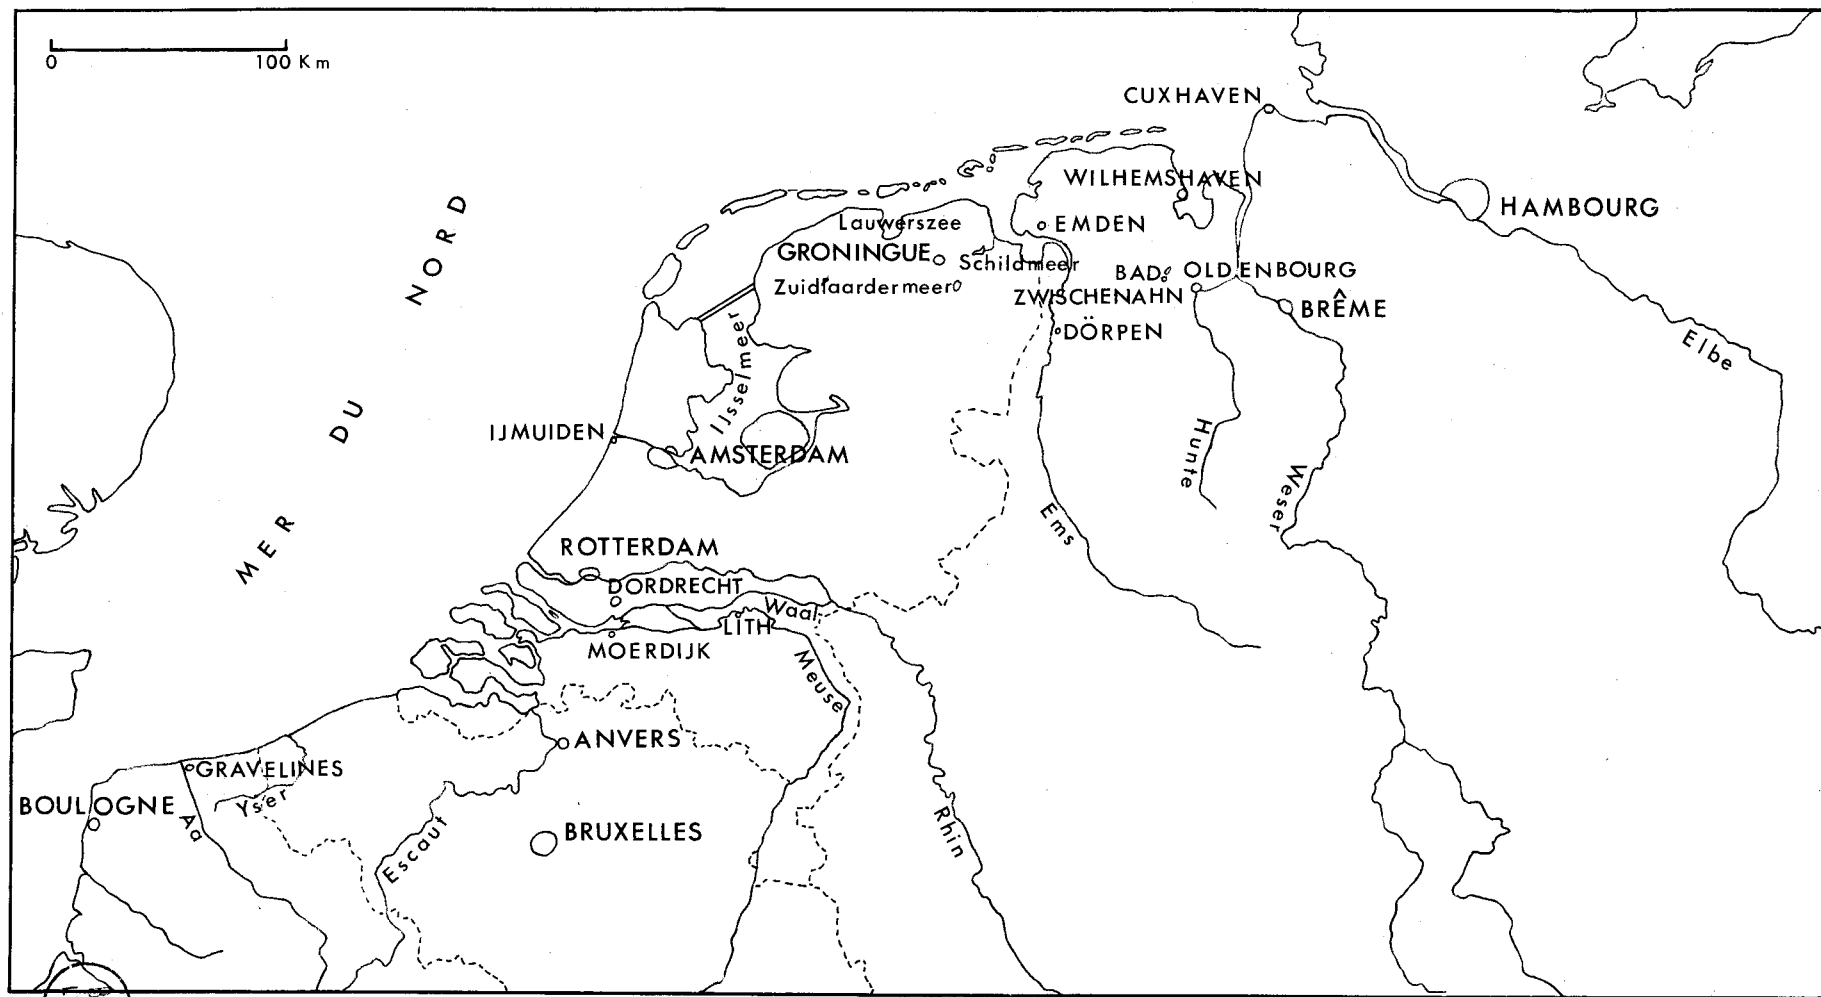 0 100 Km
CUXHAVEN
WILHEMSHAVEN
HAMBOURG
MER DU NORD
Lauwerszee
EMDEN
GRONINGUE
Schildmeer
BAD
ZWISCHENAHN
OLDENBOURG
Zuidlaardermeer
BRÊME
DÖRPEN
Elbe
Ijsselmeer
IJMUIDEN
AMSTERDAM
Hunte
Weser
Ems
ROTTERDAM
DORDRECHT
Waal
LITH
MOERDIJK
Meuse
ANVERS
GRAVELINES
Yser
BOULOGNE
Aa
Escaut
BRUXELLES
Rhin